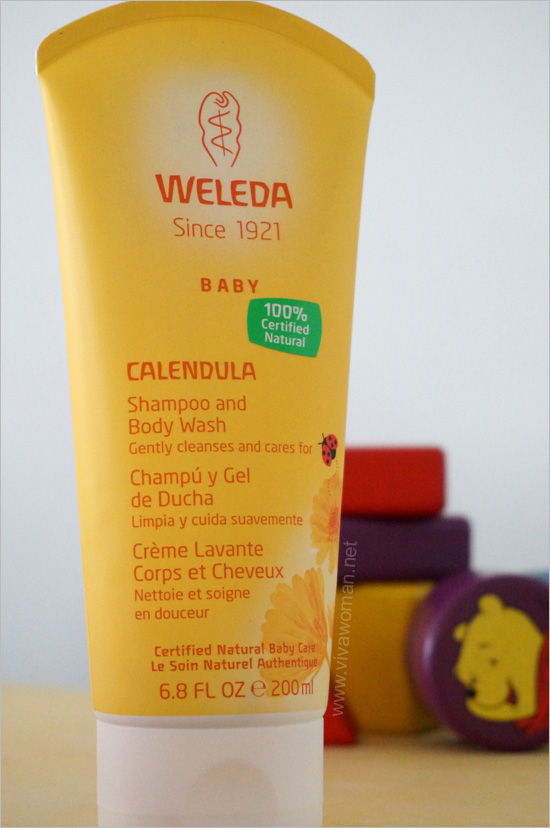 WELEDA
Since 1921
BABY
100%
Certified
Natural
CALENDULA
Shampoo and
Body Wash
Gently cleanses and cares for
Champú y Gel
de Ducha
Limpia y cuida suavemente
Crème Lavante
Corps et Cheveux
Nettoie et soigne
en douceur
Certified Natural Baby Care
Le Soin Naturel Authentique
6.8 FL OZ ℮ 200 ml
www.vivawoman.net